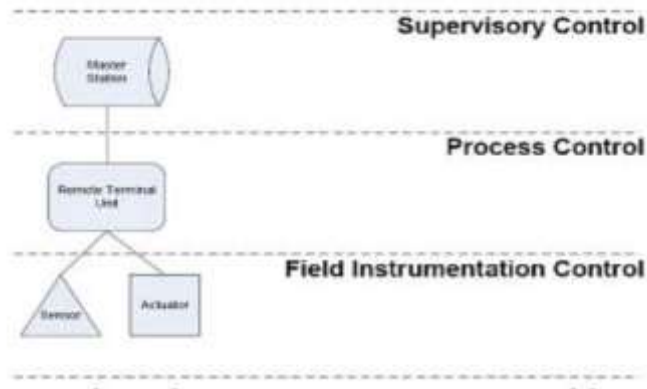 Supervisory Control
Master
Station
Process Control
Remote Terminal
Unit
Field Instrumentation Control
Sensor
Actuator